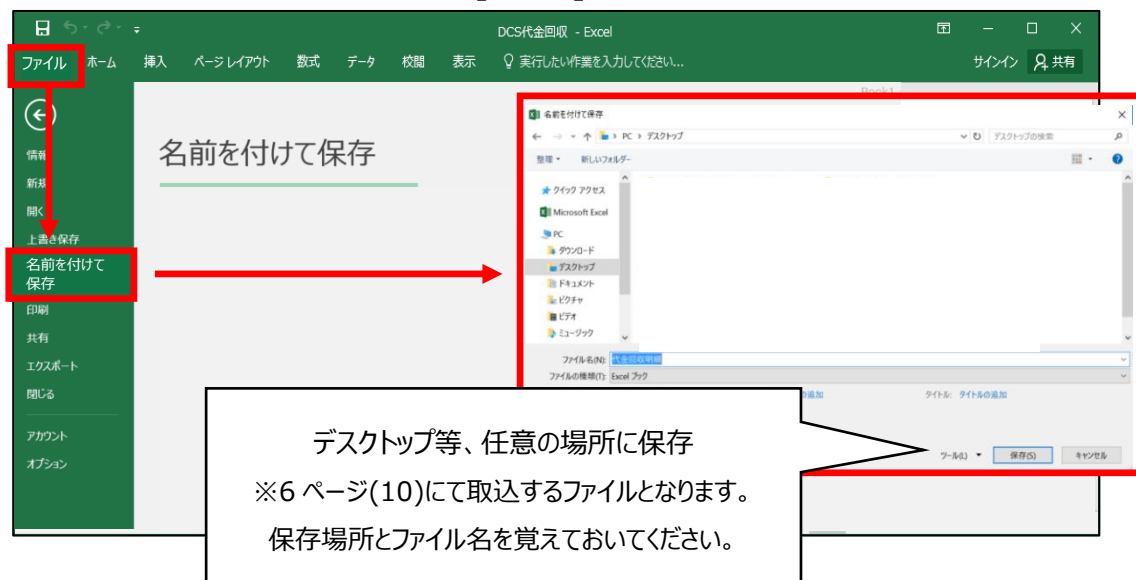 DCS代金回収 - Excel
ファイル ホーム 挿入 ページ レイアウト 数式 データ 校閲 表示 実行したい作業を入力してください... サインイン 共有
Book1
情報
新規
開く
上書き保存
名前を付けて
保存
印刷
共有
エクスポート
閉じる
アカウント
オプション
名前を付けて保存
名前を付けて保存
PC › デスクトップ
デスクトップの検索
整理 新しいフォルダー
クイック アクセス
Microsoft Excel
PC
ダウンロード
デスクトップ
ドキュメント
ピクチャ
ビデオ
ミュージック
ファイル名(N): 代金回収明細
ファイルの種類(T): Excel ブック
の追加 タイトル: タイトルの追加
ツール(L) 保存(S) キャンセル
デスクトップ等、任意の場所に保存
※6 ページ(10)にて取込するファイルとなります。
保存場所とファイル名を覚えておいてください。